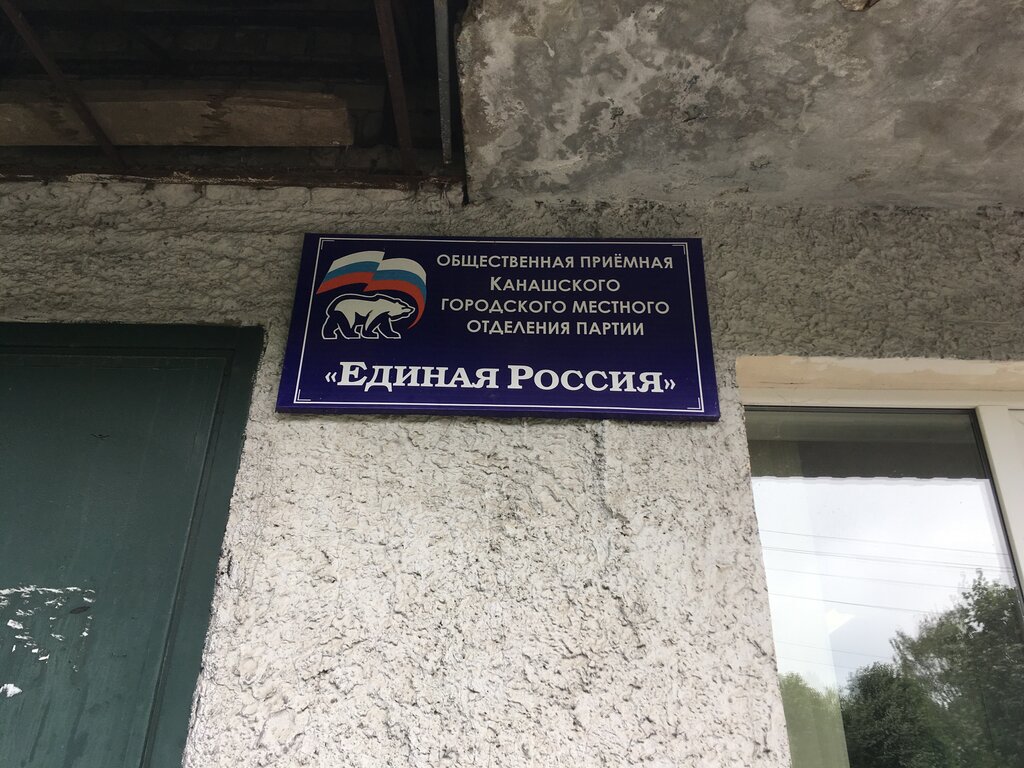 ОБЩЕСТВЕННАЯ ПРИЁМНАЯ
КАНАШСКОГО
ГОРОДСКОГО МЕСТНОГО
ОТДЕЛЕНИЯ ПАРТИИ
«ЕДИНАЯ РОССИЯ»